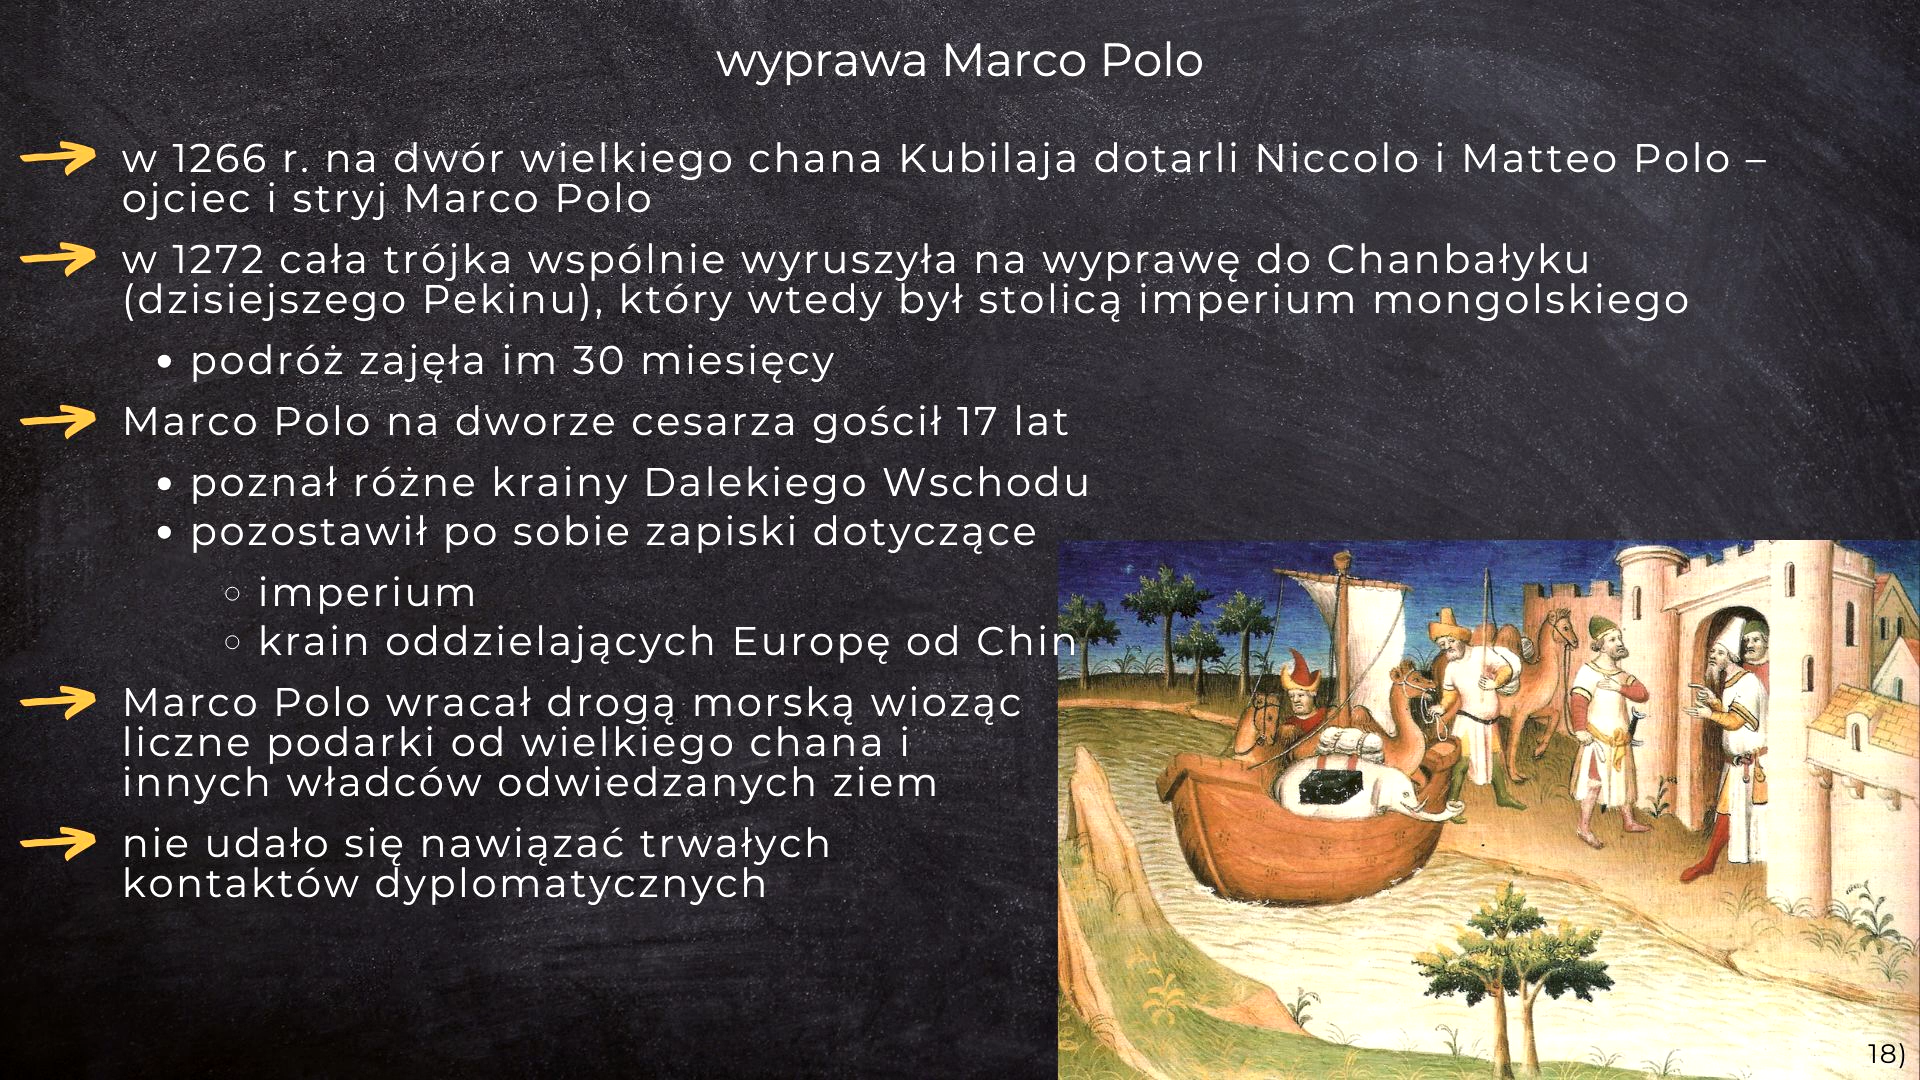 wyprawa Marco Polo
w 1266 r. na dwór wielkiego chana Kubilaja dotarli Niccolo i Matteo Polo –
ojciec i stryj Marco Polo
w 1272 cała trójka wspólnie wyruszyła na wyprawę do Chanbałyku
(dzisiejszego Pekinu), który wtedy był stolicą imperium mongolskiego
podróż zajęła im 30 miesięcy
Marco Polo na dworze cesarza gościł 17 lat
poznał różne krainy Dalekiego Wschodu
pozostawił po sobie zapiski dotyczące
imperium
krain oddzielających Europę od Chin
Marco Polo wracał drogą morską wioząc
liczne podarki od wielkiego chana i
innych władców odwiedzanych ziem
nie udało się nawiązać trwałych
kontaktów dyplomatycznych
18)